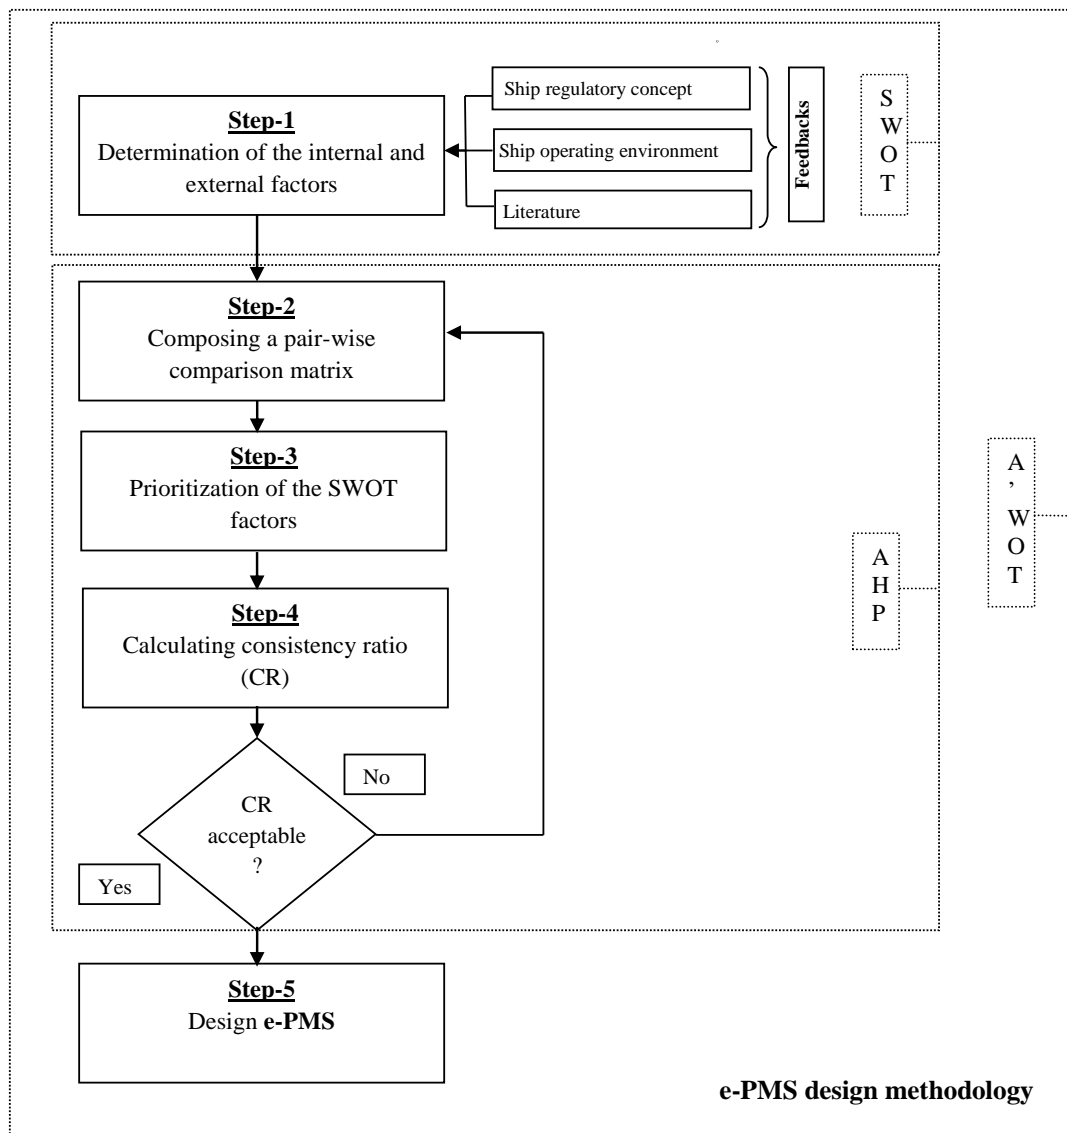 Step-1
Determination of the internal and
external factors
Ship regulatory concept
Ship operating environment
Literature
Feedbacks
S
W
O
T
Step-2
Composing a pair-wise
comparison matrix
Step-3
Prioritization of the SWOT
factors
Step-4
Calculating consistency ratio
(CR)
A
H
P
A
’
W
O
T
No
CR
acceptable
?
Yes
Step-5
Design e-PMS
e-PMS design methodology